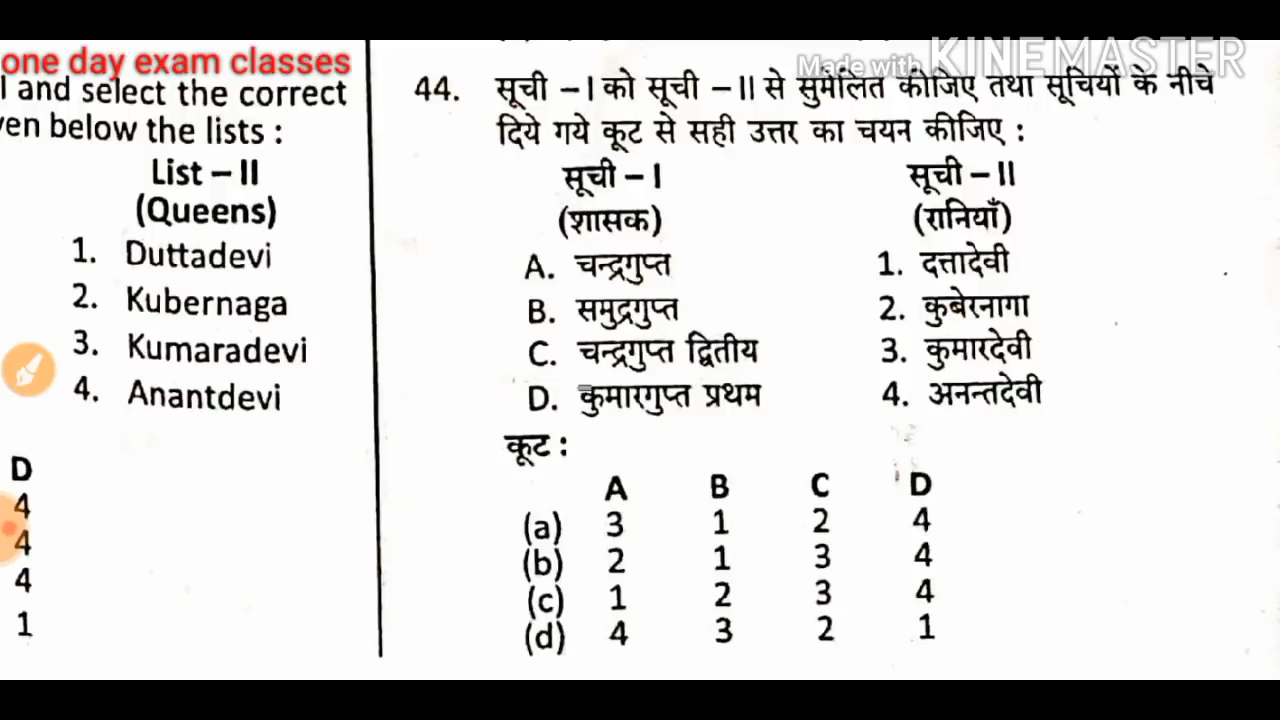 Made with KINEMASTER
one day exam classes
I and select the correct
ven below the lists :
List – II
(Queens)
1. Duttadevi
2. Kubernaga
3. Kumaradevi
4. Anantdevi
D
4
4
4
1
44. सूची – I को सूची – II से सुमेलित कीजिए तथा सूचियों के नीचे
दिये गये कूट से सही उत्तर का चयन कीजिए :
सूची – I सूची – II
(शासक) (रानियाँ)
A. चन्द्रगुप्त 1. दत्तादेवी
B. समुद्रगुप्त 2. कुबेरनागा
C. चन्द्रगुप्त द्वितीय 3. कुमारदेवी
D. कुमारगुप्त प्रथम 4. अनन्तदेवी
कूट :
A B C D
(a) 3 1 2 4
(b) 2 1 3 4
(c) 1 2 3 4
(d) 4 3 2 1